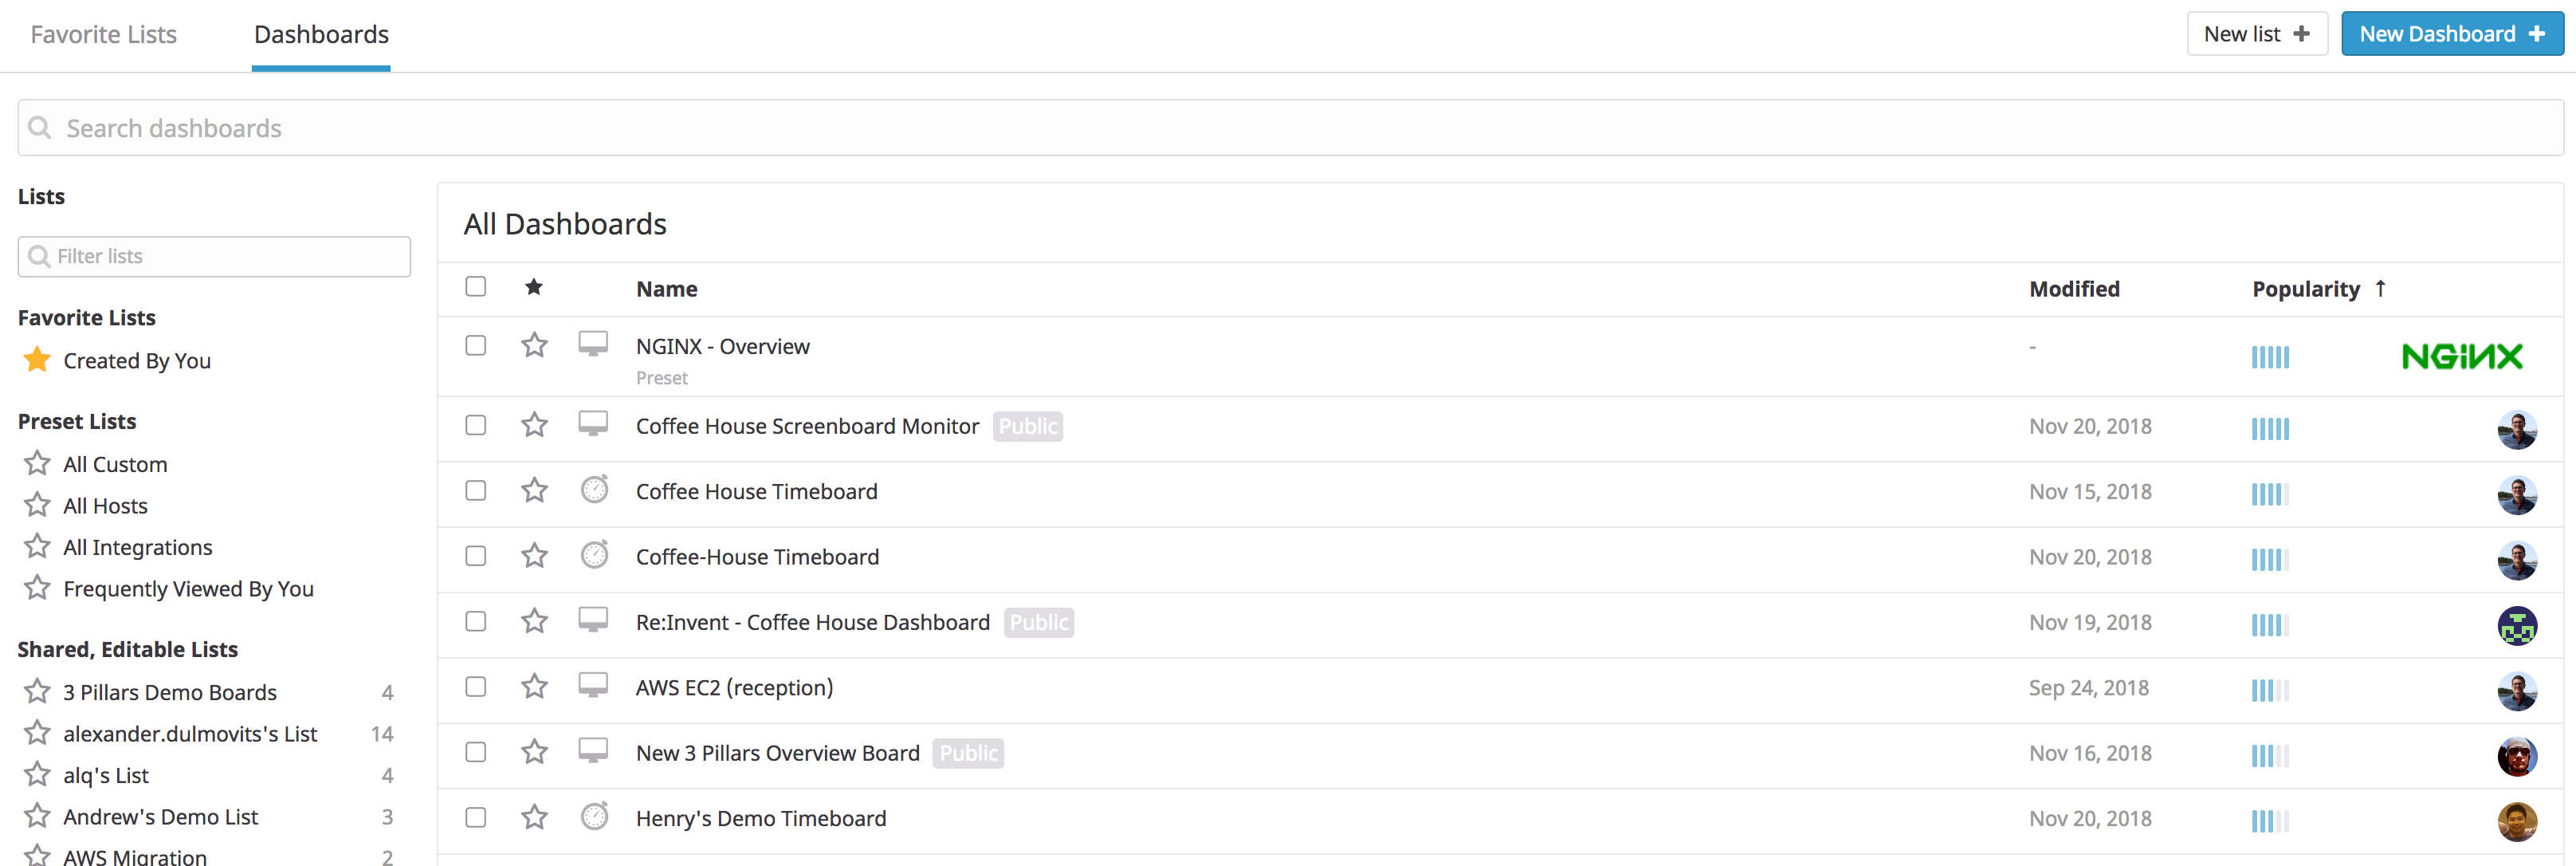 Favorite Lists
Dashboards
New list +
New Dashboard +
Search dashboards
Lists
Filter lists
Favorite Lists
Created By You
Preset Lists
All Custom
All Hosts
All Integrations
Frequently Viewed By You
Shared, Editable Lists
3 Pillars Demo Boards 4
alexander.dulmovits's List 14
alq's List 4
Andrew's Demo List 3
AWS Migration 2
All Dashboards
Name Modified Popularity ↑
NGINX - Overview - NGINX
Preset
Coffee House Screenboard Monitor Public Nov 20, 2018
Coffee House Timeboard Nov 15, 2018
Coffee-House Timeboard Nov 20, 2018
Re:Invent - Coffee House Dashboard Public Nov 19, 2018
AWS EC2 (reception) Sep 24, 2018
New 3 Pillars Overview Board Public Nov 16, 2018
Henry's Demo Timeboard Nov 20, 2018